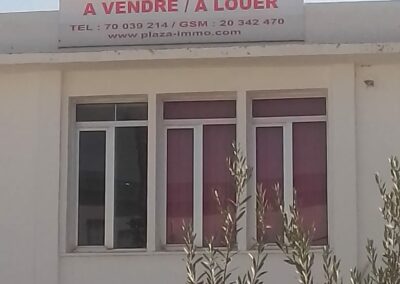 A VENDRE / A LOUER
TEL : 70 039 214 / GSM : 20 342 470
www.plaza-immo.com